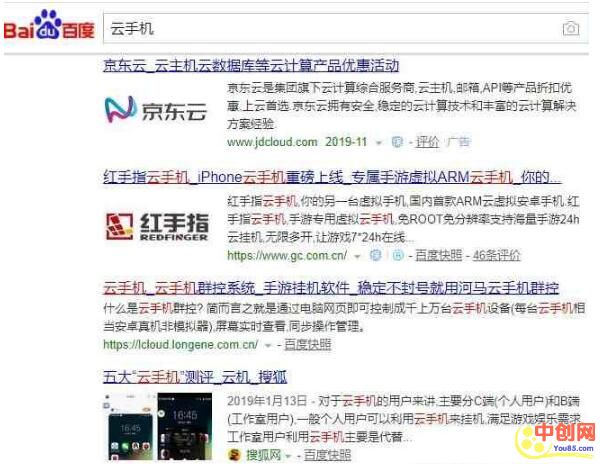 Bai du 百度
云手机
京东云_云主机云数据库等云计算产品优惠活动
京东云
京东云是集团旗下云计算综合服务商,云主机,邮箱,API等产品折扣优
惠.上云首选.京东云拥有安全,稳定的云计算技术和丰富的云计算解决
方案经验.
www.jdcloud.com 2019-11 - 评价 广告
红手指云手机_iPhone云手机重磅上线_专属手游虚拟ARM云手机_你的...
红手指
REDFINGER
红手指云手机,你的另一台虚拟手机,国内首款ARM云虚拟安卓手机.红
手指云手机,手游专用虚拟云手机,免ROOT免分辨率支持海量手游24h
云挂机,无限多开,让游戏7*24h在线...
https://www.gc.com.cn/ - 百度快照 - 46条评价
云手机_云手机群控系统_手游挂机软件_稳定不封号就用河马云手机群控
什么是云手机群控? 简而言之就是通过电脑网页即可控制成千上万台云手机设备(每台云手机相
当安卓真机非模拟器),屏幕实时查看,同步操作管理。
https://lcloud.longene.com.cn/ - 百度快照
五大“云手机”测评_云机_搜狐
2019年1月13日 - 对于云手机的用户来讲,主要分C端(个人用户)和B端
(工作室用户),一般个人用户可以利用云手机来挂机,满足游戏娱乐要求
工作室用户利用云手机主要是代替...
搜狐网 - 百度快照
16:45
16:45
中创网
You85.com